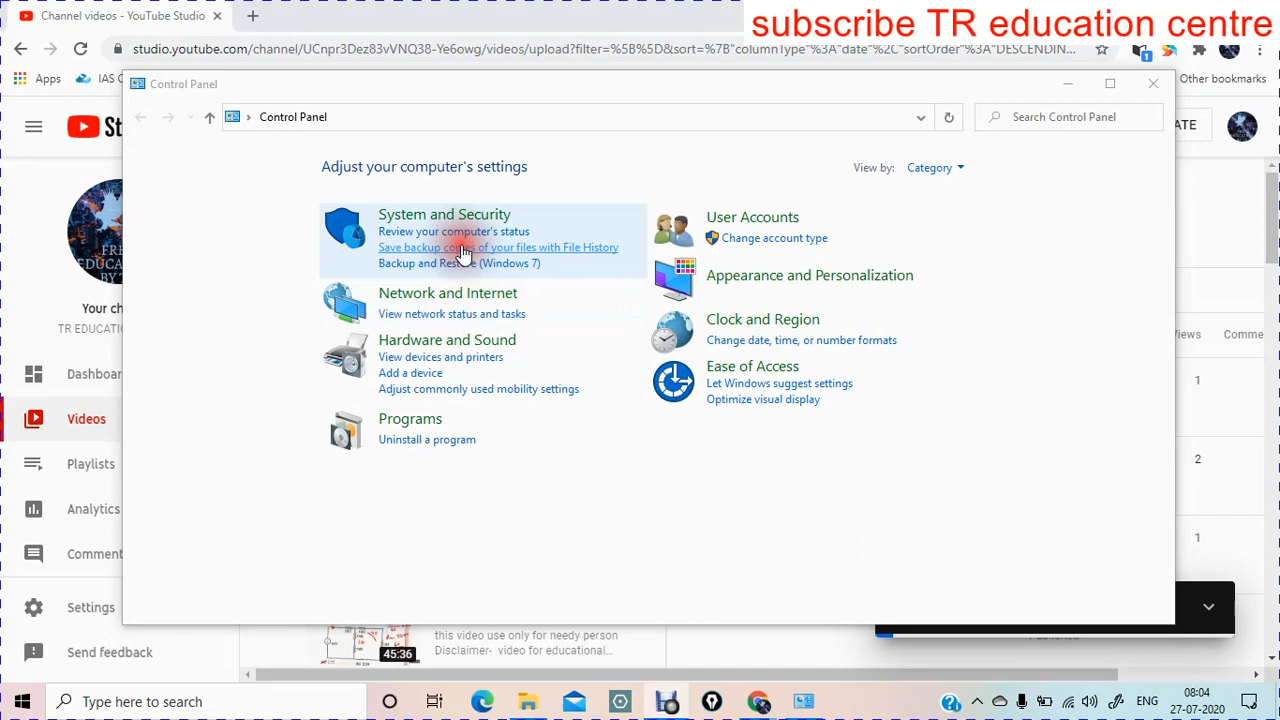 Channel videos - YouTube Studio
subscribe TR education centre
studio.youtube.com/channel/UCnpr3Dez83vVNQ38-Ye6owg/videos/upload?filter=%5B%5D&sort=%7B"columnType"%3A"date"%2C"sortOrder"%3A"DESCENDIN...
1
Apps
IAS C
Other bookmarks
Control Panel
Control Panel
Search Control Panel
ATE
Adjust your computer's settings
View by: Category
System and Security
Review your computer's status
Save backup copies of your files with File History
Backup and Restore (Windows 7)
Network and Internet
View network status and tasks
Hardware and Sound
View devices and printers
Add a device
Adjust commonly used mobility settings
Programs
Uninstall a program
User Accounts
Change account type
Appearance and Personalization
Clock and Region
Change date, time, or number formats
Ease of Access
Let Windows suggest settings
Optimize visual display
FRE
EDUCA
BY
Your ch
TR EDUCATIO
Dashboar
Videos
Playlists
Analytics
Comment
Settings
Send feedback
iews
Comme
1
2
1
this video use only for needy person
Disclaimer- video for educational...
45:36
Type here to search
ENG
08:04
27-07-2020